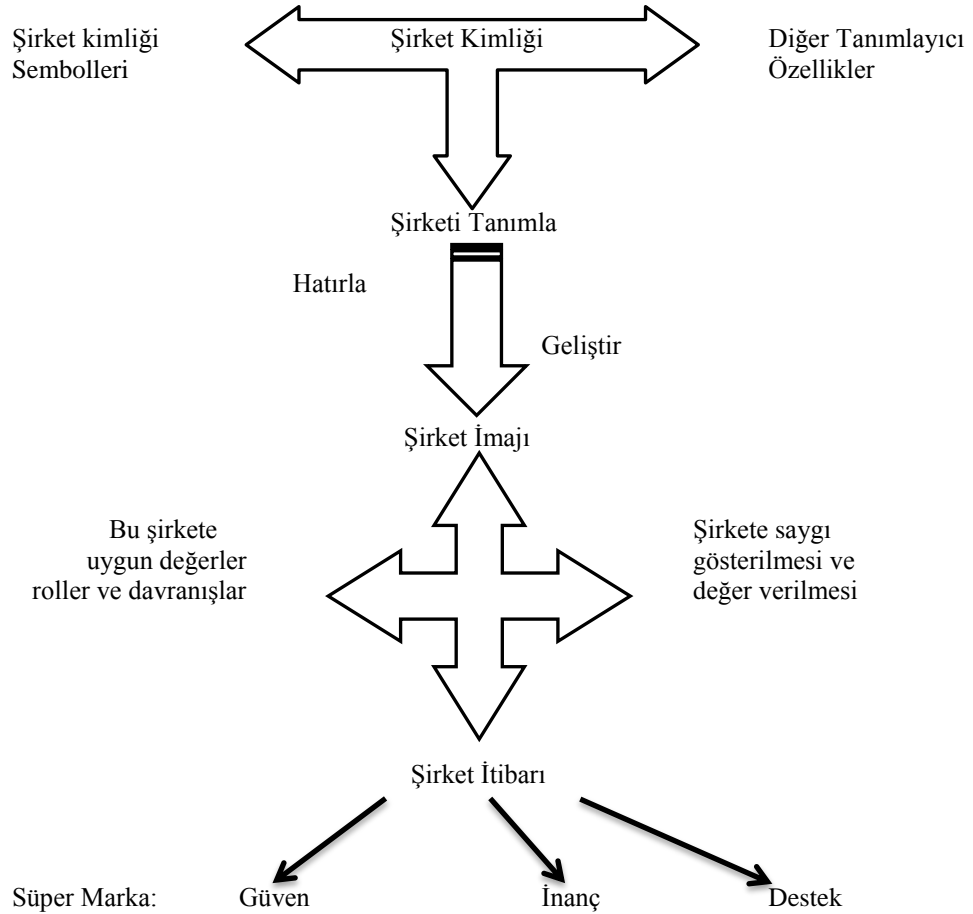 Şirket kimliği
Sembolleri
Şirket Kimliği
Diğer Tanımlayıcı
Özellikler
Şirketi Tanımla
Hatırla
Geliştir
Şirket İmajı
Bu şirkete
uygun değerler
roller ve davranışlar
Şirkete saygı
gösterilmesi ve
değer verilmesi
Şirket İtibarı
Süper Marka: Güven İnanç Destek